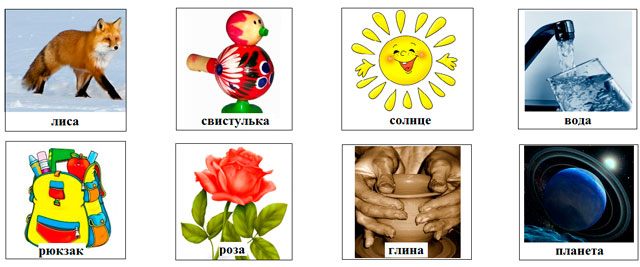 лиса
свистулька
солнце
вода
рюкзак
роза
глина
планета